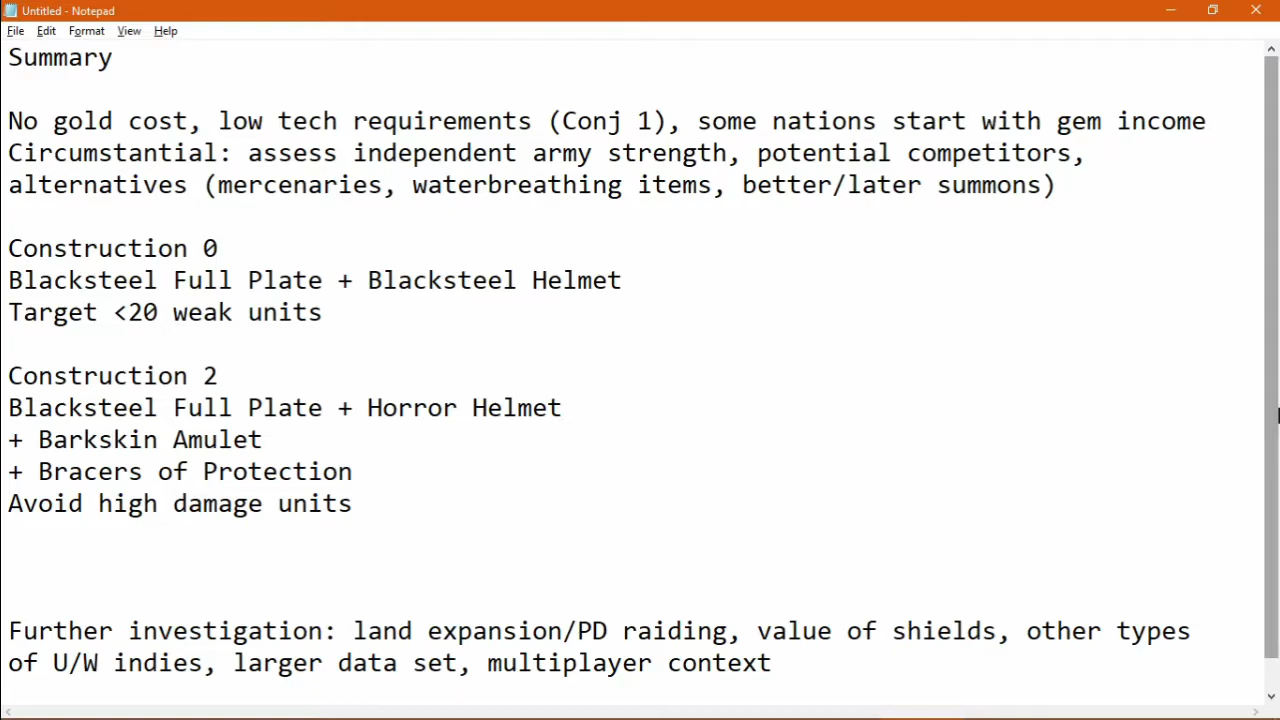 Untitled - Notepad
File Edit Format View Help
Summary
No gold cost, low tech requirements (Conj 1), some nations start with gem income
Circumstantial: assess independent army strength, potential competitors,
alternatives (mercenaries, waterbreathing items, better/later summons)
Construction 0
Blacksteel Full Plate + Blacksteel Helmet
Target <20 weak units
Construction 2
Blacksteel Full Plate + Horror Helmet
+ Barkskin Amulet
+ Bracers of Protection
Avoid high damage units
Further investigation: land expansion/PD raiding, value of shields, other types
of U/W indies, larger data set, multiplayer context